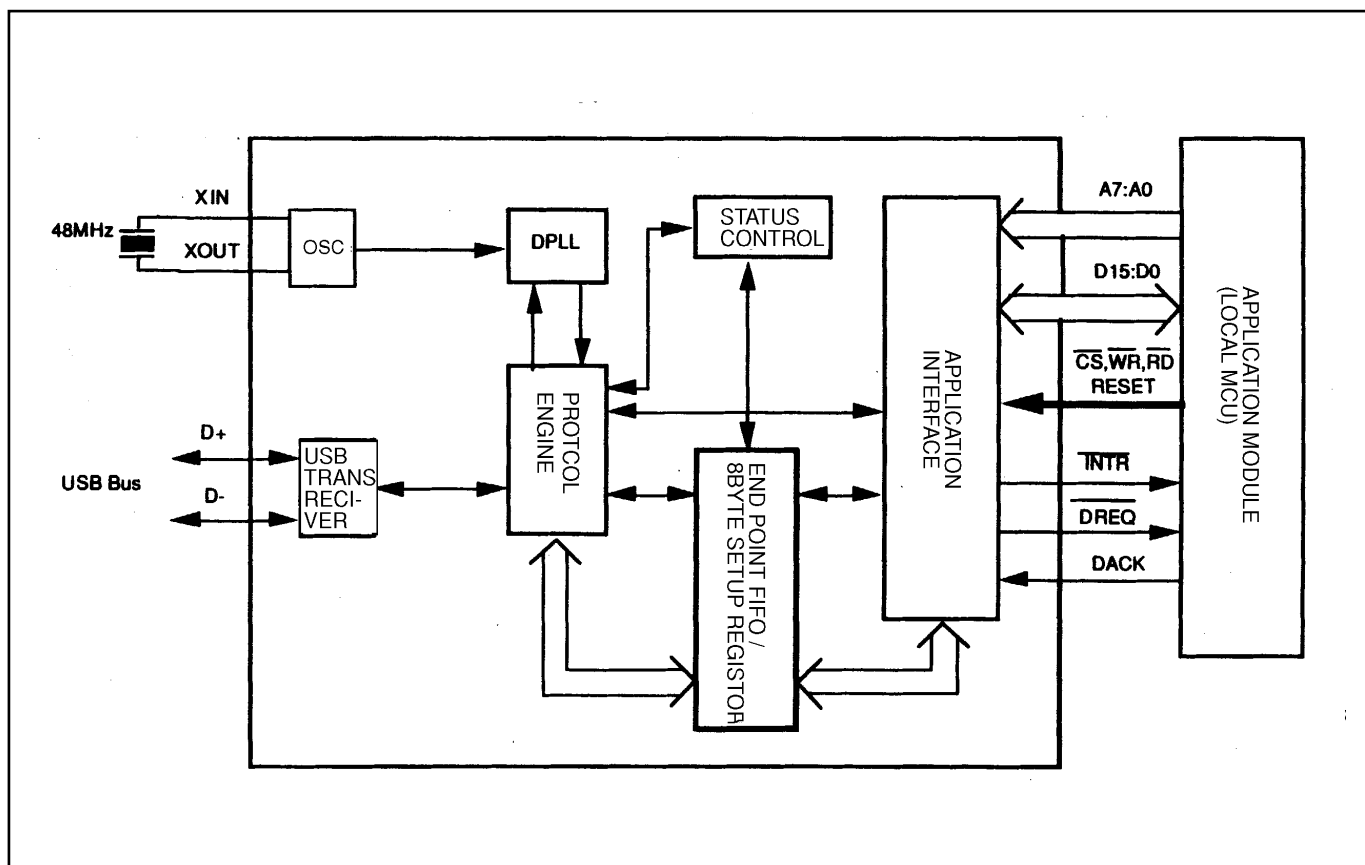 XIN
48MHz
XOUT
OSC
DPLL
STATUS
CONTROL
A7:A0
D15:D0
CS,WR,RD
RESET
INTR
DREQ
DACK
APPLICATION
INTERFACE
APPLICATION MODULE
(LOCAL MCU)
PROTCOL
ENGINE
D+
USB Bus
D-
USB
TRANS
RECI-
VER
END POINT FIFO /
8BYTE SETUP REGISTOR